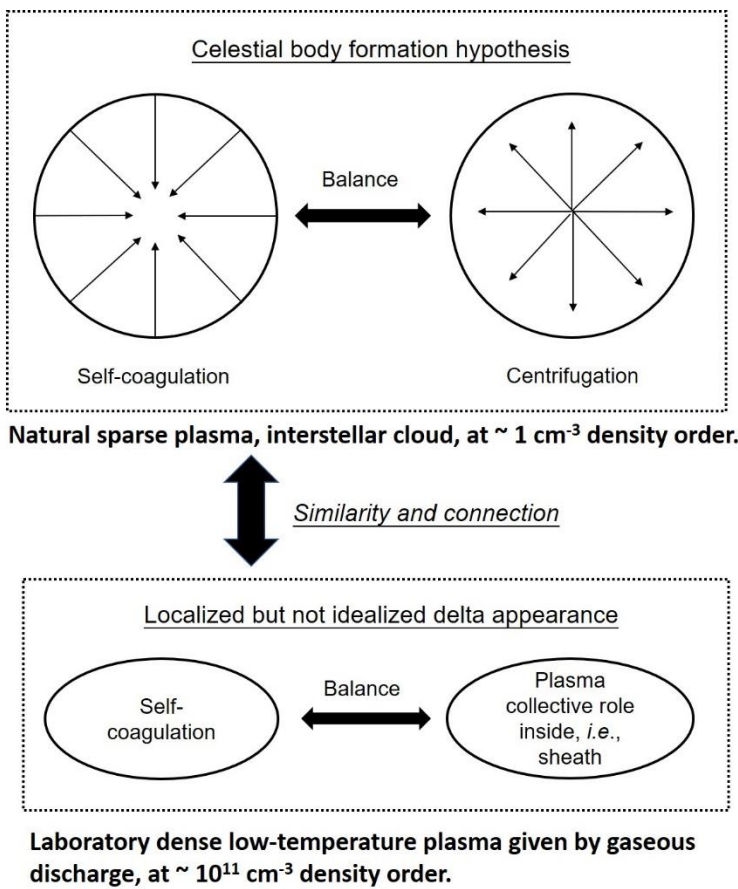 Celestial body formation hypothesis
Balance
Self-coagulation
Centrifugation
Natural sparse plasma, interstellar cloud, at ~ 1 cm⁻³ density order.
Similarity and connection
Localized but not idealized delta appearance
Self-
coagulation
Balance
Plasma
collective role
inside, i.e.,
sheath
Laboratory dense low-temperature plasma given by gaseous
discharge, at ~ 10¹¹ cm⁻³ density order.